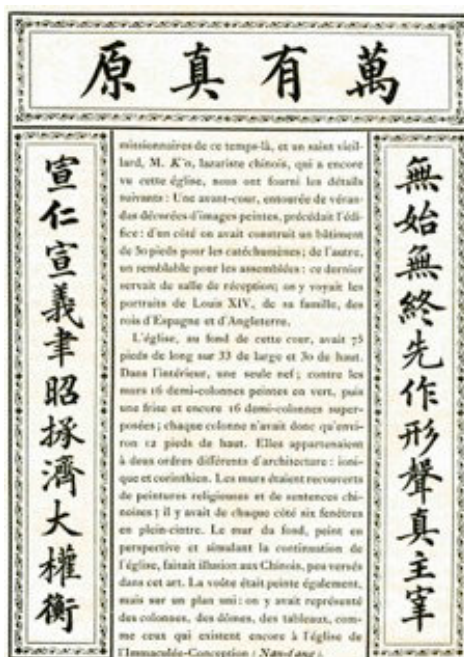 萬有真原
無始無終先作形聲真主宰
宣仁宣義聿昭拯濟大權衡
missionnaires de ce temps-là, et un saint vieil-
lard, M. K'o, lazariste chinois, qui a encore
vu cette église, nous ont fourni les détails
suivants : Une avant-cour, entourée de véran-
das décorées d'images peintes, précédait l'édi-
fice : d'un côté on avait construit un bâtiment
de 50 pieds pour les catéchumènes ; de l'autre,
un semblable pour les assemblées : ce dernier
servait de salle de réception; on y voyait les
portraits de Louis XIV, de sa famille, des
rois d'Espagne et d'Angleterre.
L'église, au fond de cette cour, avait 75
pieds de long sur 33 de large et 30 de haut.
Dans l'intérieur, une seule nef ; contre les
murs 16 demi-colonnes peintes en vert, puis
une frise et encore 16 demi-colonnes super-
posées ; chaque colonne n'avait donc qu'envi-
ron 12 pieds de haut. Elles appartenaient
à deux ordres différents d'architecture : ioni-
que et corinthien. Les murs étaient recouverts
de peintures religieuses et de sentences chi-
noises ; il y avait de chaque côté six fenêtres
en plein-cintre. Le mur du fond, peint en
perspective et simulant la continuation de
l'église, faisait illusion aux Chinois, peu versés
dans cet art. La voûte était peinte également,
mais sur un plan uni : on y avait représenté
des colonnes, des dômes, des tableaux, com-
me ceux qui existent encore à l'église de
l'Immaculée-Conception ( Nan-t'ang ).